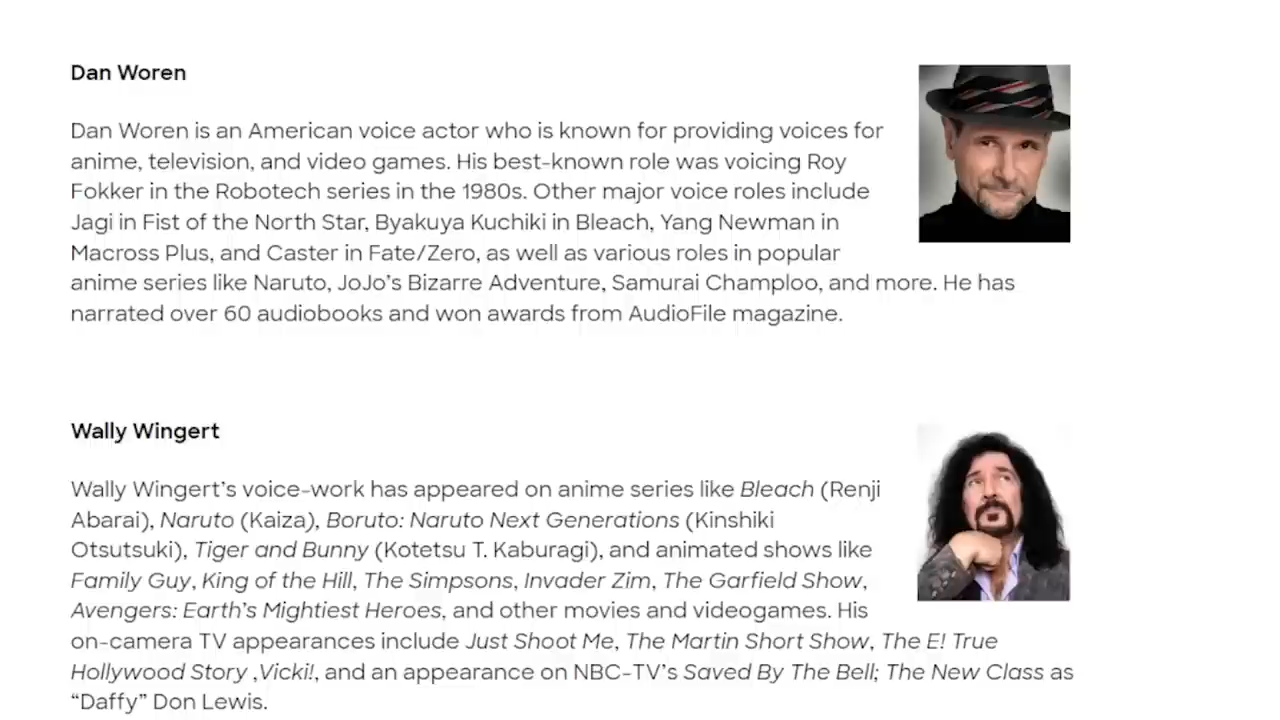 Dan Woren
Dan Woren is an American voice actor who is known for providing voices for
anime, television, and video games. His best-known role was voicing Roy
Fokker in the Robotech series in the 1980s. Other major voice roles include
Jagi in Fist of the North Star, Byakuya Kuchiki in Bleach, Yang Newman in
Macross Plus, and Caster in Fate/Zero, as well as various roles in popular
anime series like Naruto, JoJo's Bizarre Adventure, Samurai Champloo, and more. He has
narrated over 60 audiobooks and won awards from AudioFile magazine.
Wally Wingert
Wally Wingert's voice-work has appeared on anime series like Bleach (Renji
Abarai), Naruto (Kaiza), Boruto: Naruto Next Generations (Kinshiki
Otsutsuki), Tiger and Bunny (Kotetsu T. Kaburagi), and animated shows like
Family Guy, King of the Hill, The Simpsons, Invader Zim, The Garfield Show,
Avengers: Earth's Mightiest Heroes, and other movies and videogames. His
on-camera TV appearances include Just Shoot Me, The Martin Short Show, The E! True
Hollywood Story ,Vicki!, and an appearance on NBC-TV's Saved By The Bell; The New Class as
“Daffy” Don Lewis.